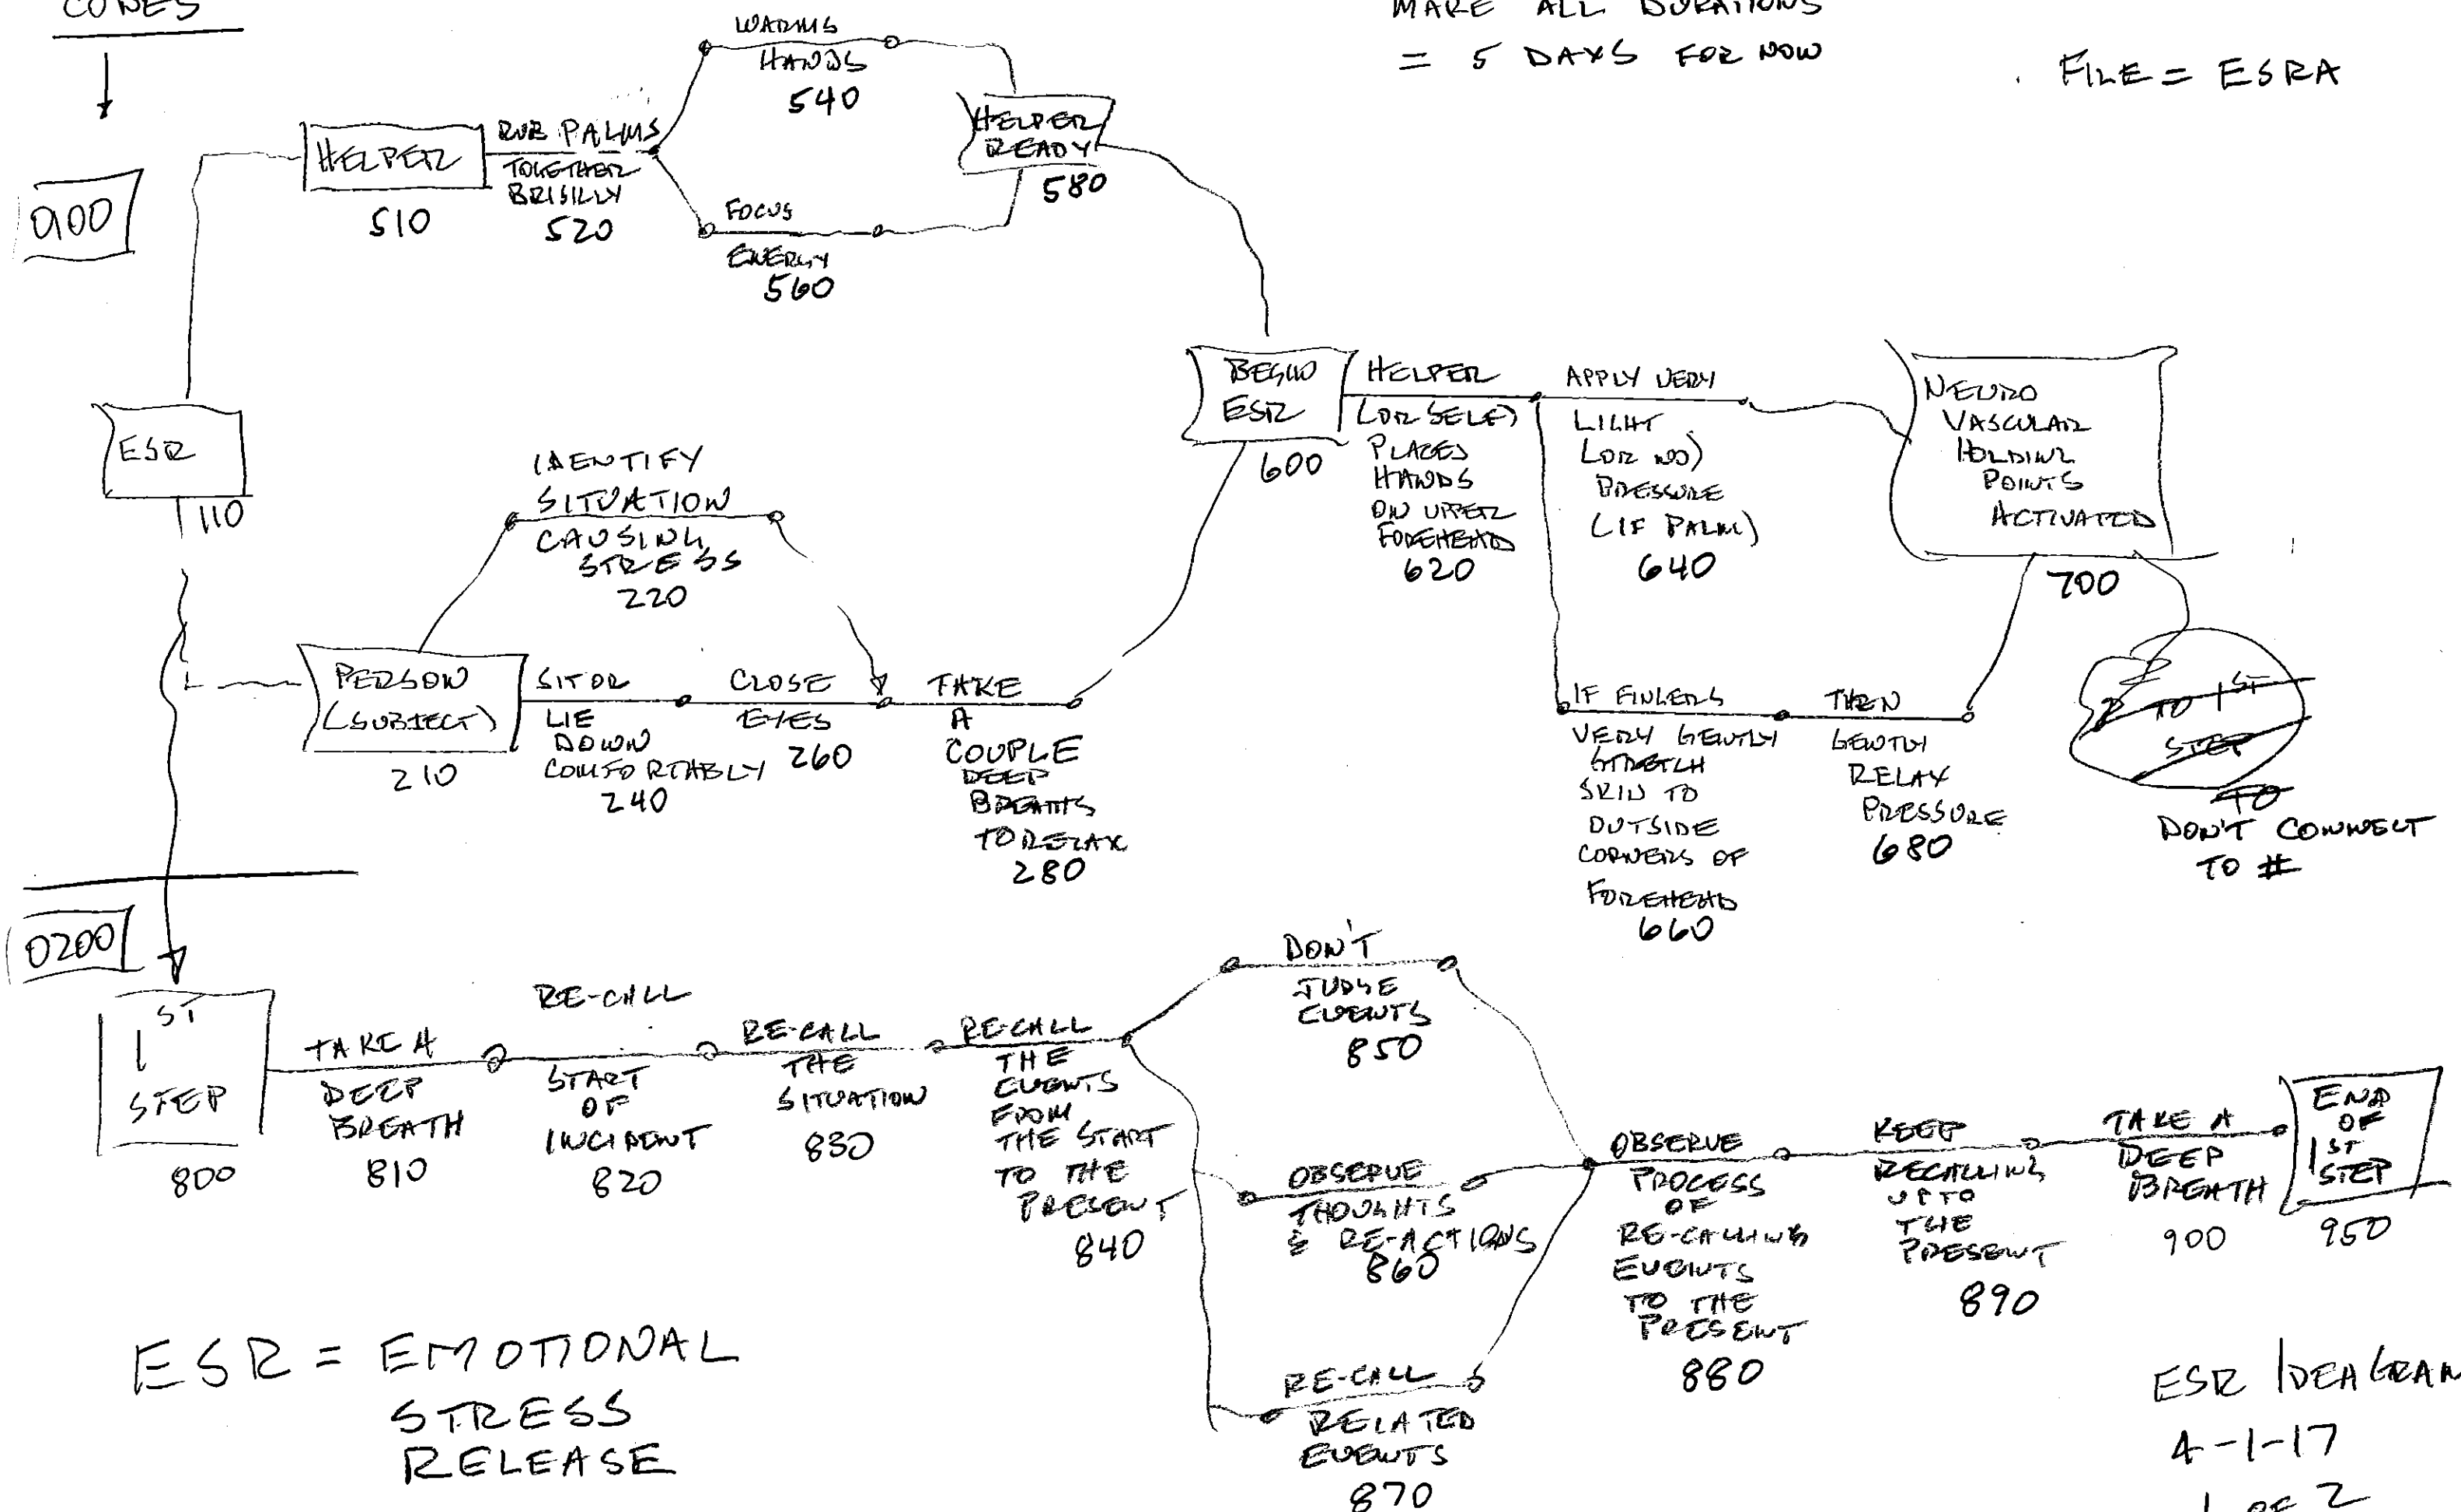 MAKE ALL DURATIONS
= 5 DAYS FOR NOW
FILE = ESRA
0100
HELPER
510
RUB PALMS
TOGETHER
BRISILLY
520
WARMS
HANDS
540
FOCUS
ENERGY
560
HELPER
READY
580
ESR
110
IDENTIFY
SITUATION
CAUSING
STRESS
220
PERSON
(SUBJECT)
210
SIT OR
LIE
DOWN
COMFORTABLY
240
CLOSE
EYES
260
TAKE
A
COUPLE
DEEP
BREATHS
TO RELAX
280
BEGIN
ESR
600
HELPER
(OR SELF)
PLACES
HANDS
ON UPPER
FOREHEAD
620
APPLY VERY
LIGHT
(OR NO)
PRESSURE
(IF PALM)
640
IF FINGERS
VERY GENTLY
STRETCH
SKIN TO
OUTSIDE
CORNERS OF
FOREHEAD
660
THEN
GENTLY
RELAX
PRESSURE
680
NEURO
VASCULAR
HOLDING
POINTS
ACTIVATED
700
TO 1ST
STEP
TO
DON'T CONNECT
TO #
0200
1ST
STEP
800
TAKE A
DEEP
BREATH
810
RE-CALL
START
OF
INCIDENT
820
RE-CALL
THE
SITUATION
830
RE-CALL
THE
EVENTS
FROM
THE START
TO THE
PRESENT
840
DON'T
JUDGE
EVENTS
850
OBSERVE
THOUGHTS
& RE-ACTIONS
860
RE-CALL
RELATED
EVENTS
870
OBSERVE
PROCESS
OF
RE-CALLING
EVENTS
TO THE
PRESENT
880
KEEP
RECALLING
UP TO
THE
PRESENT
890
TAKE A
DEEP
BREATH
900
END
OF
1ST
STEP
950
ESR = EMOTIONAL
STRESS
RELEASE
ESR IDEAGRAM
4-1-17
1 OF 2